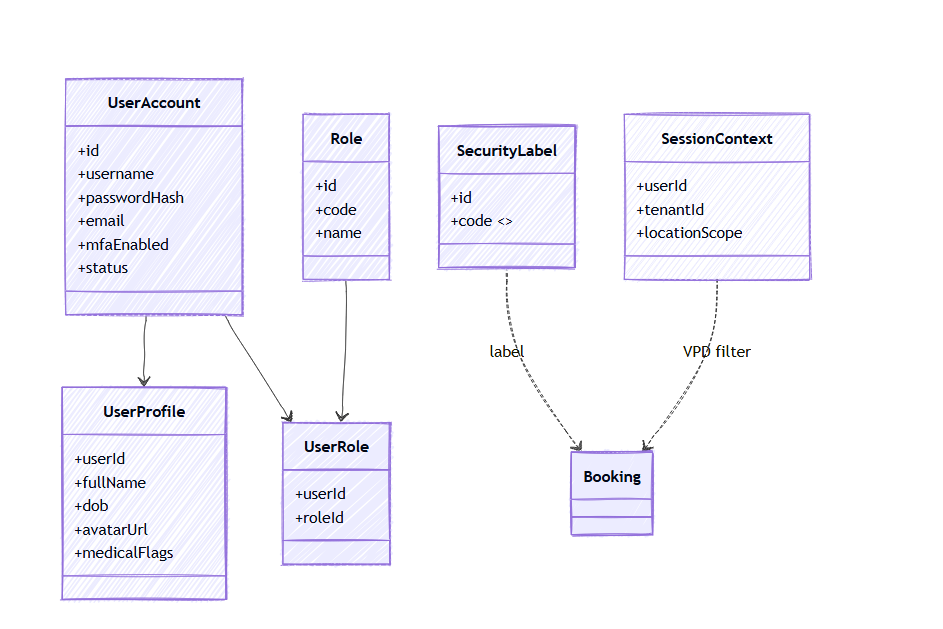 UserAccount
+id
+username
+passwordHash
+email
+mfaEnabled
+status
Role
+id
+code
+name
SecurityLabel
+id
+code <>
SessionContext
+userId
+tenantId
+locationScope
label
VPD filter
UserProfile
+userId
+fullName
+dob
+avatarUrl
+medicalFlags
UserRole
+userId
+roleId
Booking